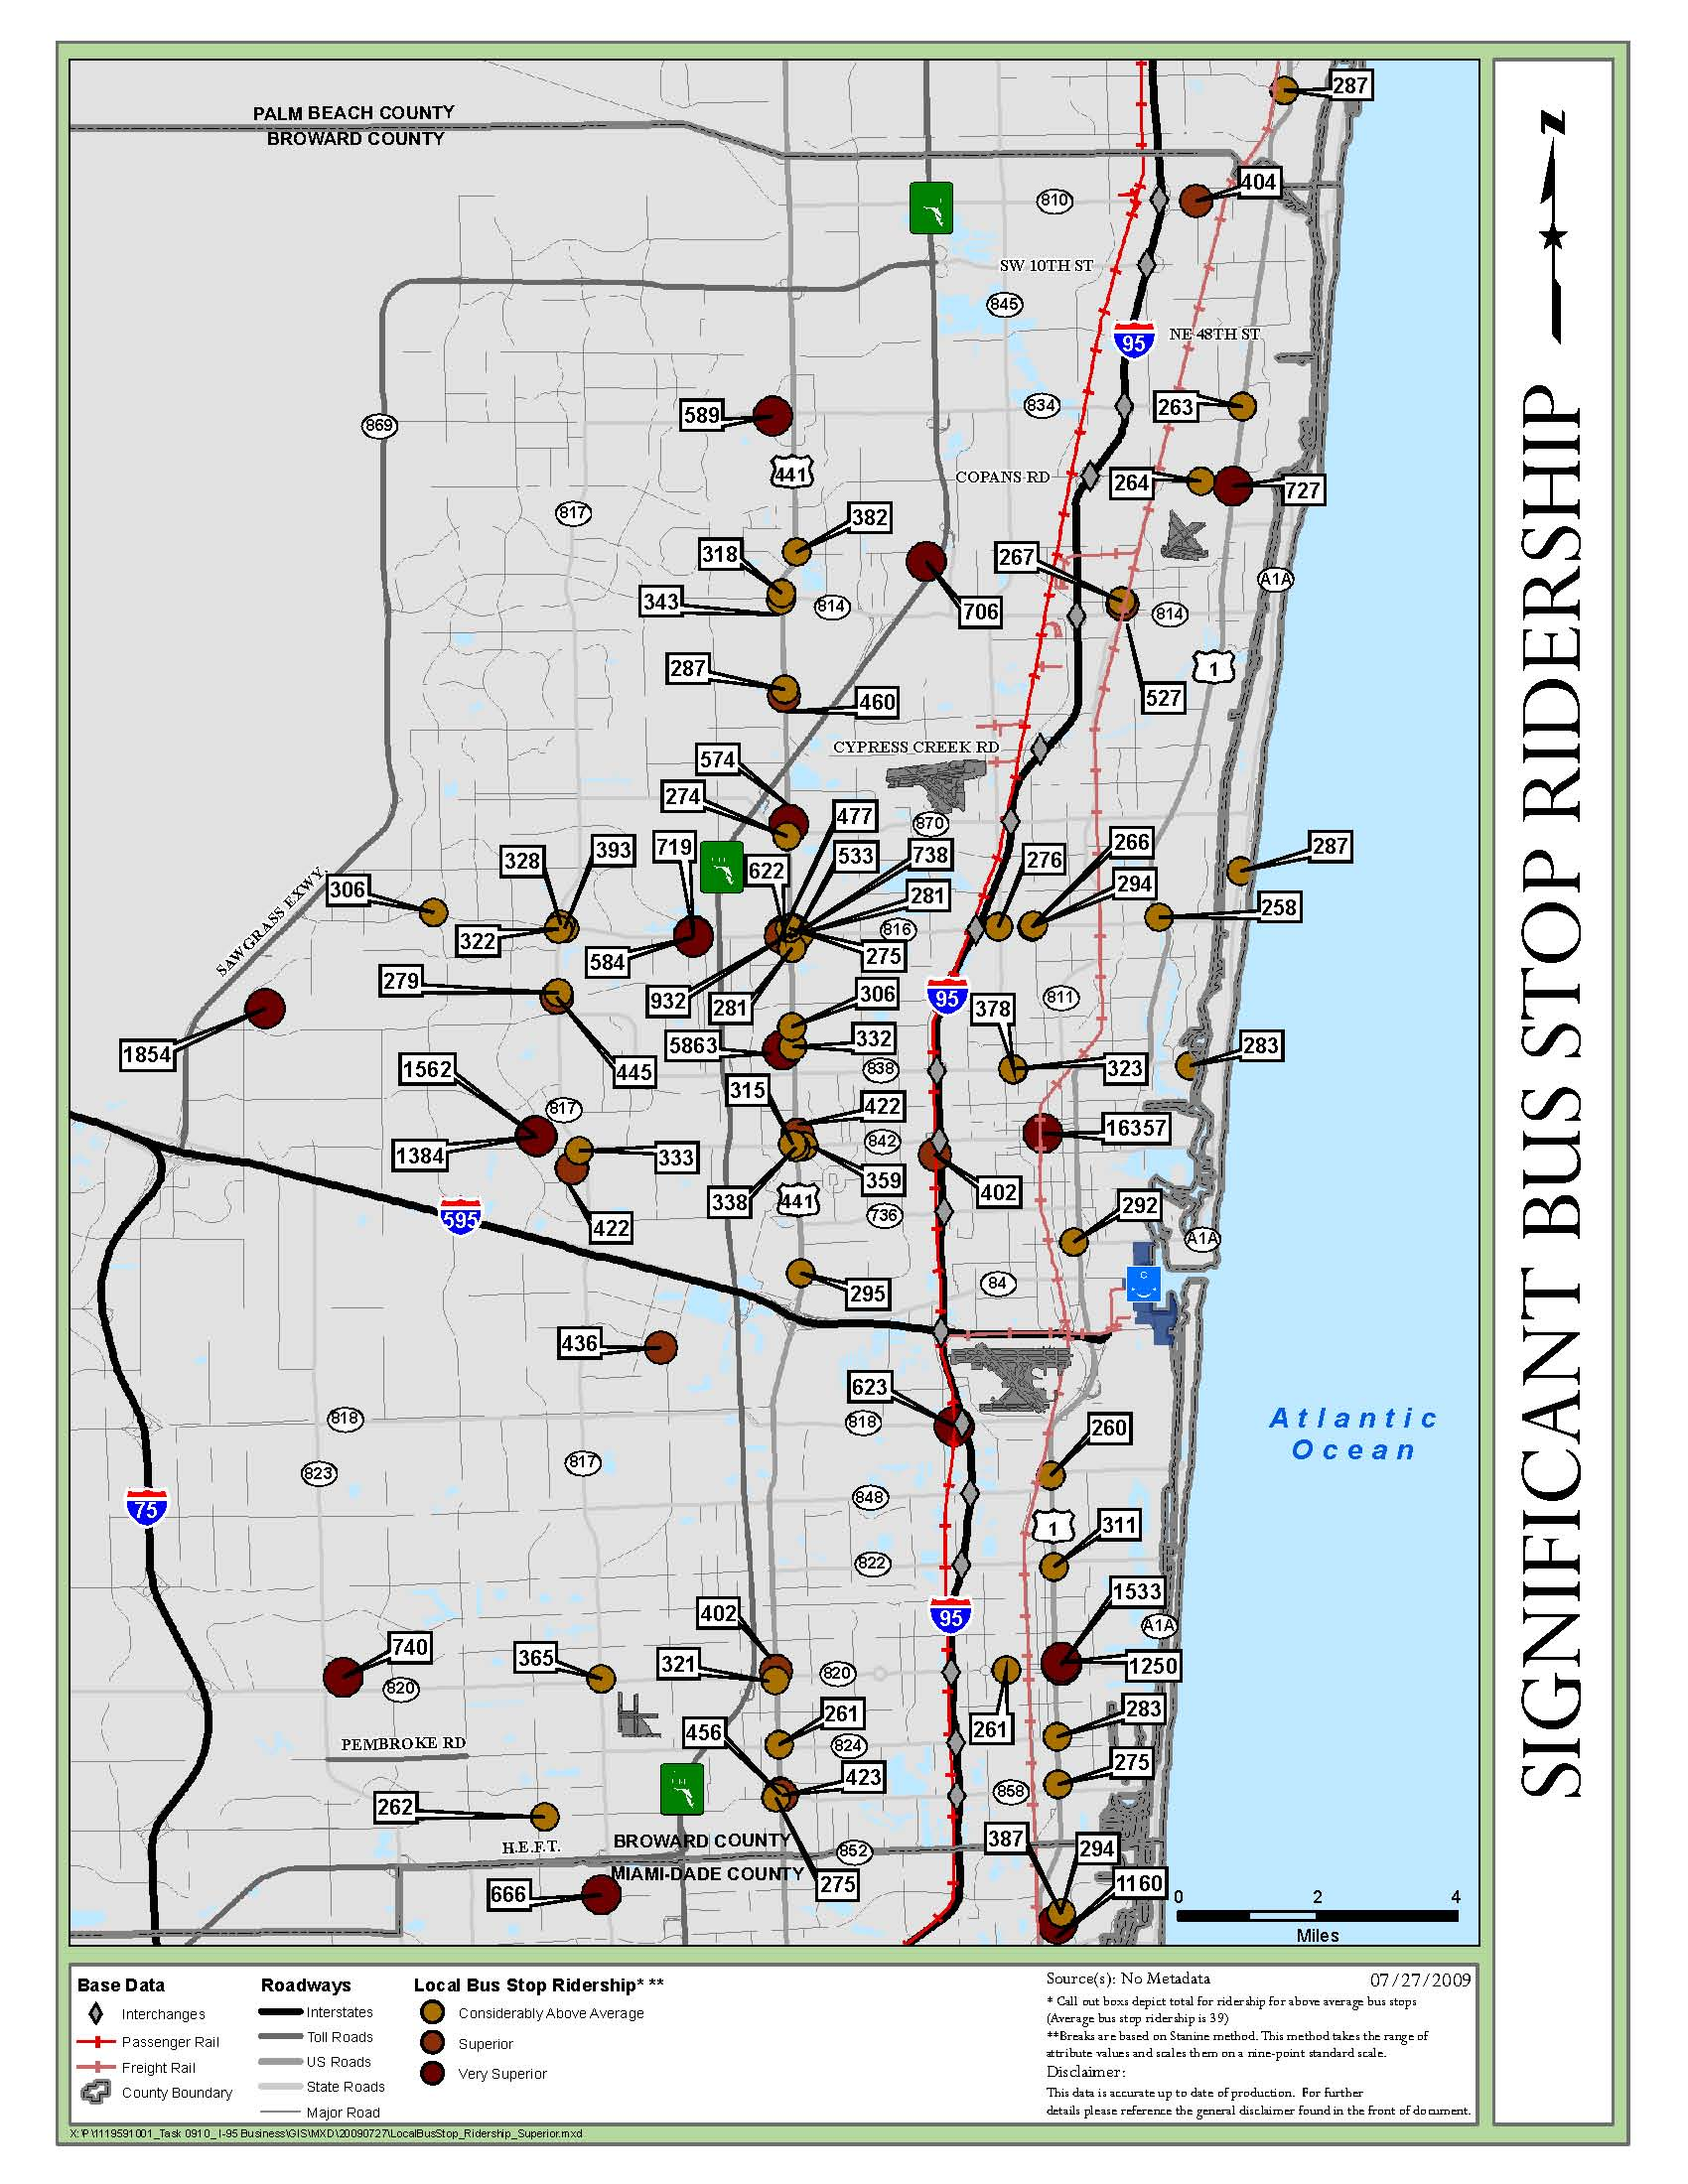 PALM BEACH COUNTY
BROWARD COUNTY
287
404
810
SW 10TH ST
845
95
NE 48TH ST
834
263
589
869
441
COPANS RD
264
727
817
382
318
267
A1A
343
814
706
814
287
1
460
527
574
CYPRESS CREEK RD
274
477
870
328
393
719
622
533
738
276
266
287
306
281
294
258
322
816
SAWGRASS EXWY
584
275
279
932
281
306
95
378
811
1854
5863
332
283
445
838
323
1562
315
422
817
16357
1384
333
842
359
402
338
441
422
595
736
292
A1A
295
84
436
623
818
818
260
Atlantic
Ocean
823
817
75
848
1
311
822
1533
402
95
A1A
740
365
321
820
1250
820
261
261
283
PEMBROKE RD
456
824
275
423
858
262
BROWARD COUNTY
H.E.F.T.
852
387
294
MIAMI-DADE COUNTY
275
1160
666
0 2 4
Miles
Z
SIGNIFICANT BUS STOP RIDERSHIP
Base Data
Interchanges
Passenger Rail
Freight Rail
County Boundary
Roadways
Interstates
Toll Roads
US Roads
State Roads
Major Road
Local Bus Stop Ridership* **
Considerably Above Average
Superior
Very Superior
Source(s): No Metadata 07/27/2009
* Call out boxs depict total for ridership for above average bus stops
(Average bus stop ridership is 39)
**Breaks are based on Stanine method. This method takes the range of
attribute values and scales them on a nine-point standard scale.
Disclaimer:
This data is accurate up to date of production. For further
details please reference the general disclaimer found in the front of document.
X:\P\1119591001_Task 0910_I-95 Business\GIS\MXD\20090727\LocalBusStop_Ridership_Superior.mxd